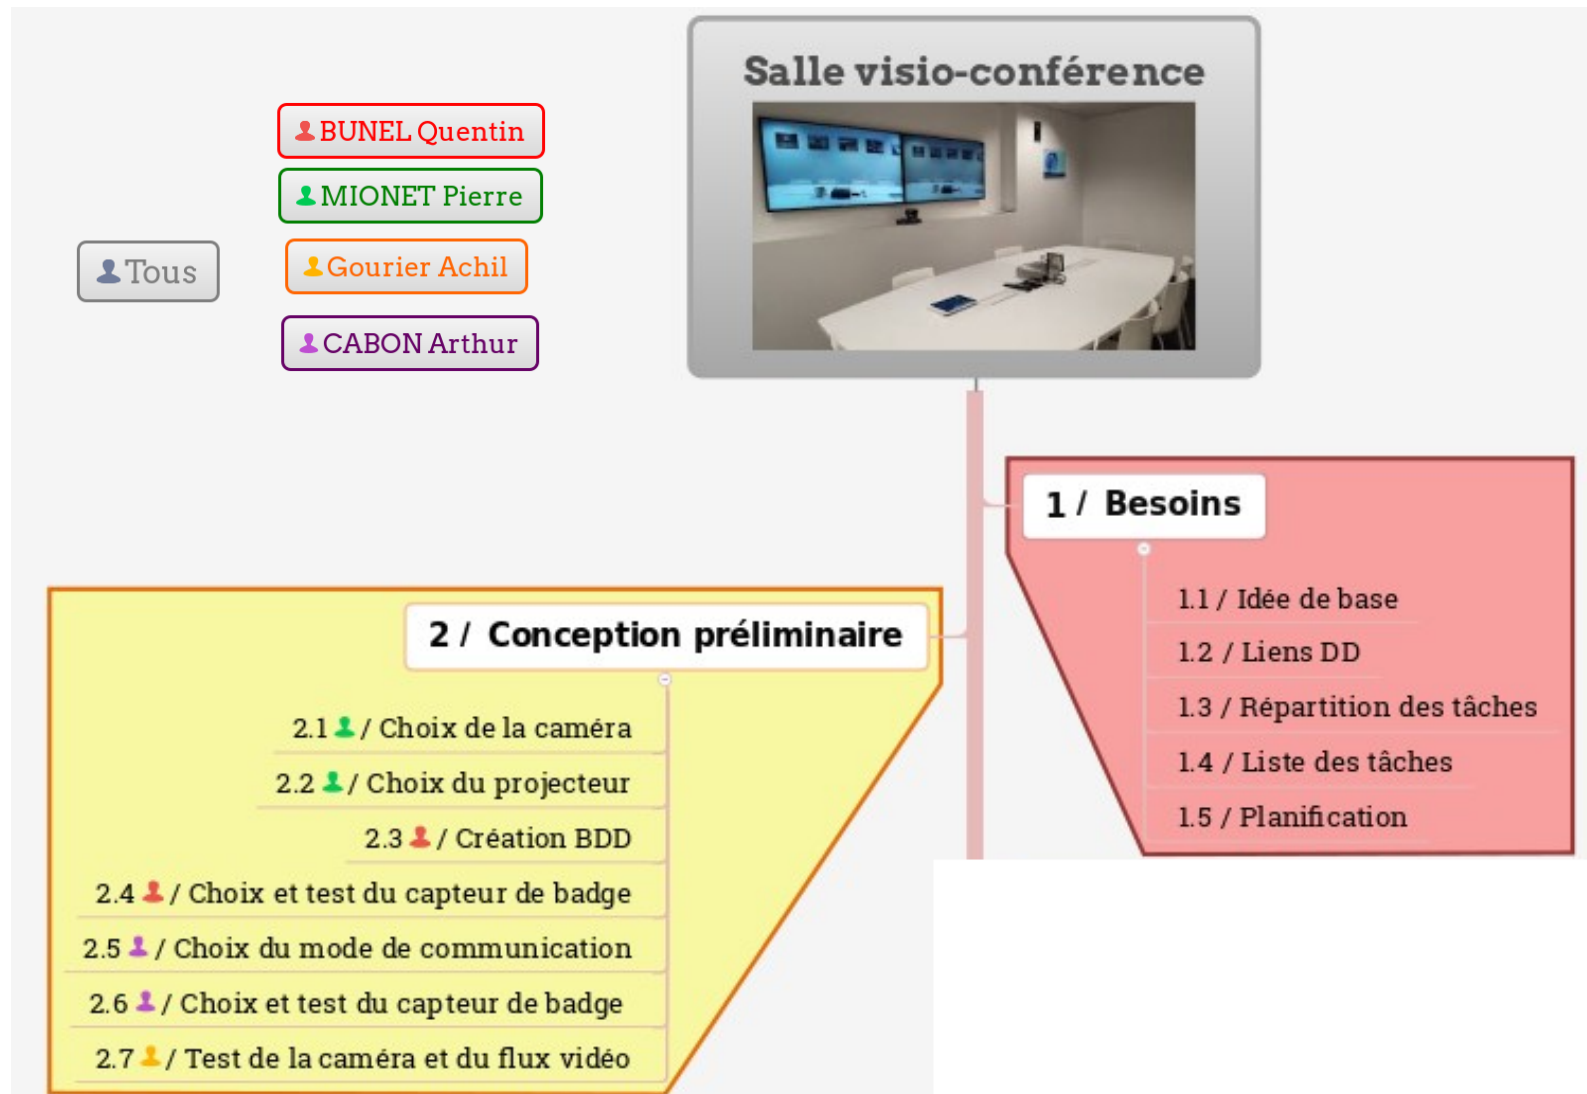 Salle visio-conférence
BUNEL Quentin
MIONET Pierre
Tous
Gourier Achil
CABON Arthur
1 / Besoins
1.1 / Idée de base
1.2 / Liens DD
1.3 / Répartition des tâches
1.4 / Liste des tâches
1.5 / Planification
2 / Conception préliminaire
2.1 / Choix de la caméra
2.2 / Choix du projecteur
2.3 / Création BDD
2.4 / Choix et test du capteur de badge
2.5 / Choix du mode de communication
2.6 / Choix et test du capteur de badge
2.7 / Test de la caméra et du flux vidéo